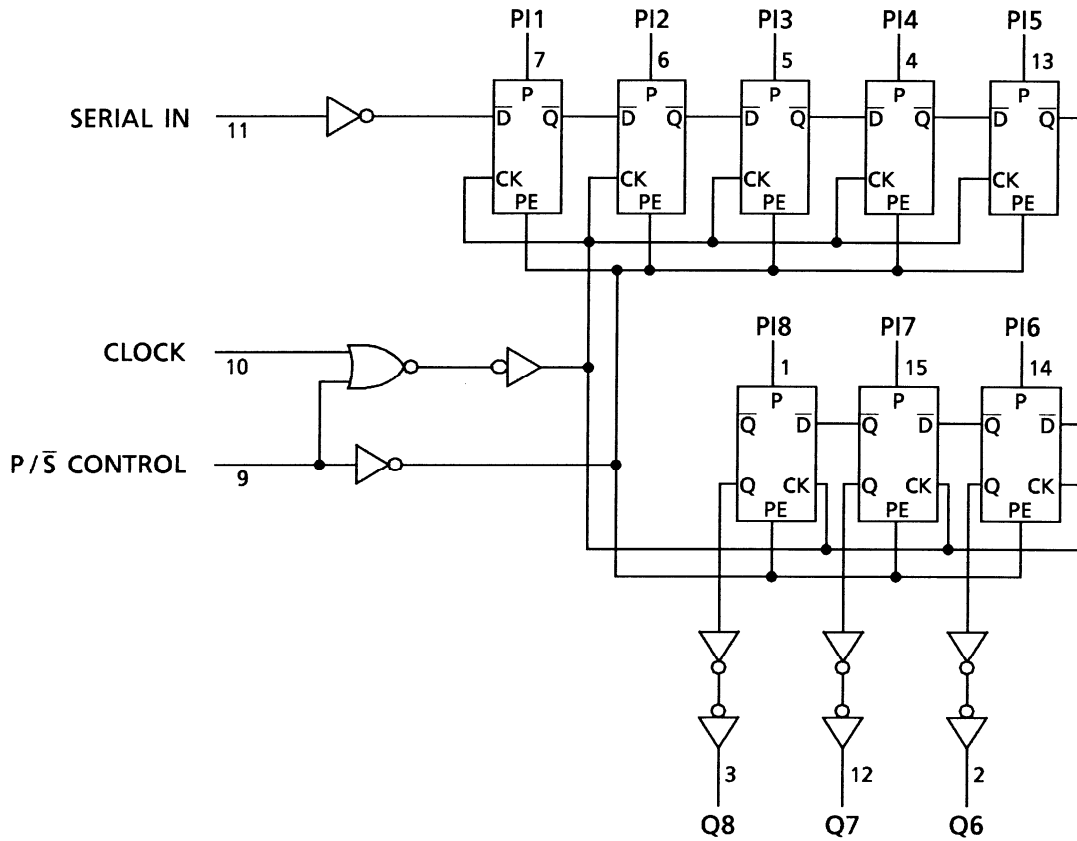 PI1 PI2 PI3 PI4 PI5
7 6 5 4 13
P P P P P
SERIAL IN 11 D̅ Q̅ D̅ Q̅ D̅ Q̅ D̅ Q̅ D̅ Q̅
CK CK CK CK CK
PE PE PE PE PE
PI8 PI7 PI6
CLOCK 10 1 15 14
P P P
Q̅ D̅ Q̅ D̅ Q̅ D̅
P/S̅ CONTROL 9
Q CK Q CK Q CK
PE PE PE
3 12 2
Q8 Q7 Q6